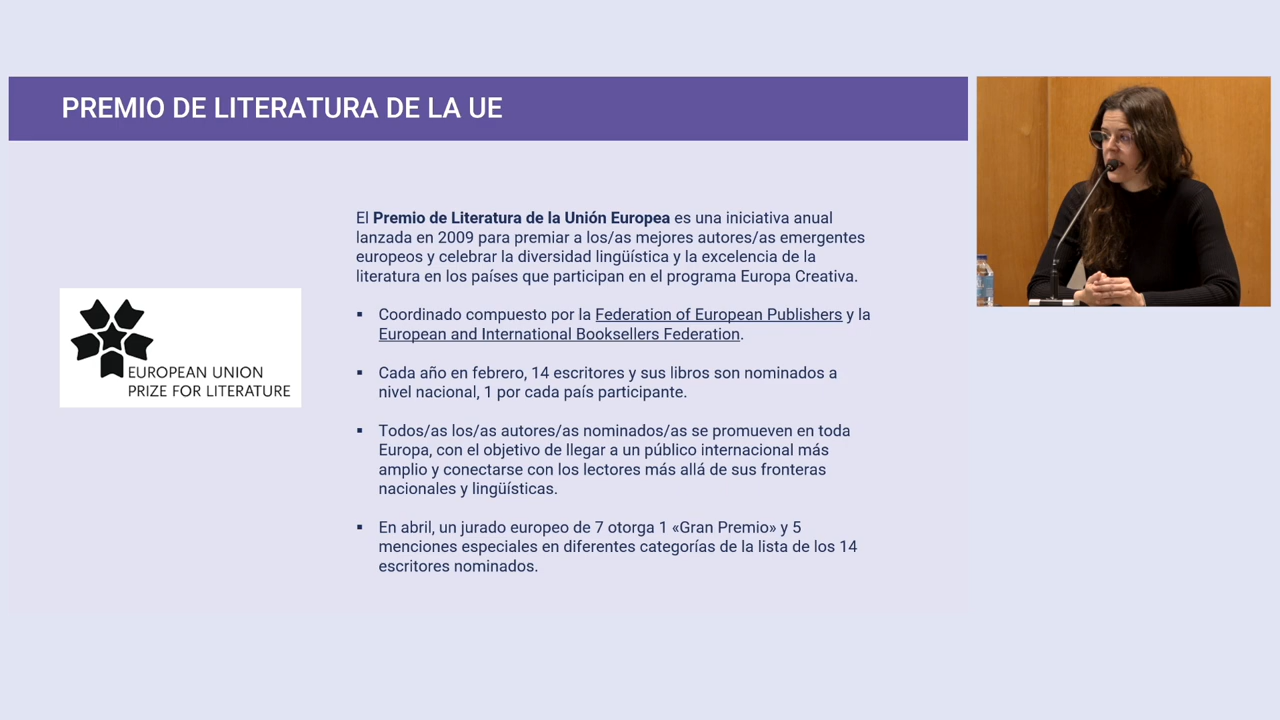 PREMIO DE LITERATURA DE LA UE
El Premio de Literatura de la Unión Europea es una iniciativa anual
lanzada en 2009 para premiar a los/as mejores autores/as emergentes
europeos y celebrar la diversidad lingüística y la excelencia de la
literatura en los países que participan en el programa Europa Creativa.
▪ Coordinado compuesto por la Federation of European Publishers y la
European and International Booksellers Federation.
▪ Cada año en febrero, 14 escritores y sus libros son nominados a
nivel nacional, 1 por cada país participante.
▪ Todos/as los/as autores/as nominados/as se promueven en toda
Europa, con el objetivo de llegar a un público internacional más
amplio y conectarse con los lectores más allá de sus fronteras
nacionales y lingüísticas.
▪ En abril, un jurado europeo de 7 otorga 1 «Gran Premio» y 5
menciones especiales en diferentes categorías de la lista de los 14
escritores nominados.
EUROPEAN UNION
PRIZE FOR LITERATURE